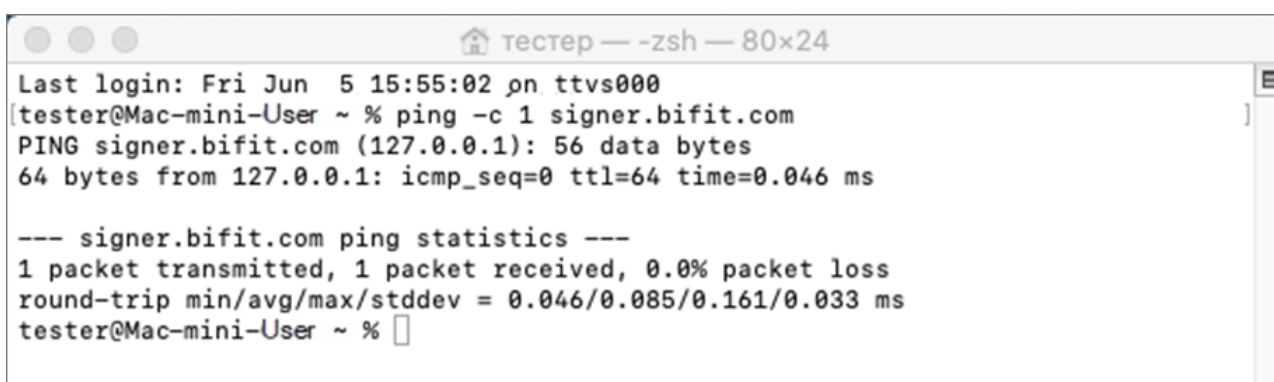 тестер — -zsh — 80×24
Last login: Fri Jun  5 15:55:02 on ttvs000
[tester@Mac-mini-User ~ % ping -c 1 signer.bifit.com ]
PING signer.bifit.com (127.0.0.1): 56 data bytes
64 bytes from 127.0.0.1: icmp_seq=0 ttl=64 time=0.046 ms
--- signer.bifit.com ping statistics ---
1 packet transmitted, 1 packet received, 0.0% packet loss
round-trip min/avg/max/stddev = 0.046/0.085/0.161/0.033 ms
tester@Mac-mini-User ~ %